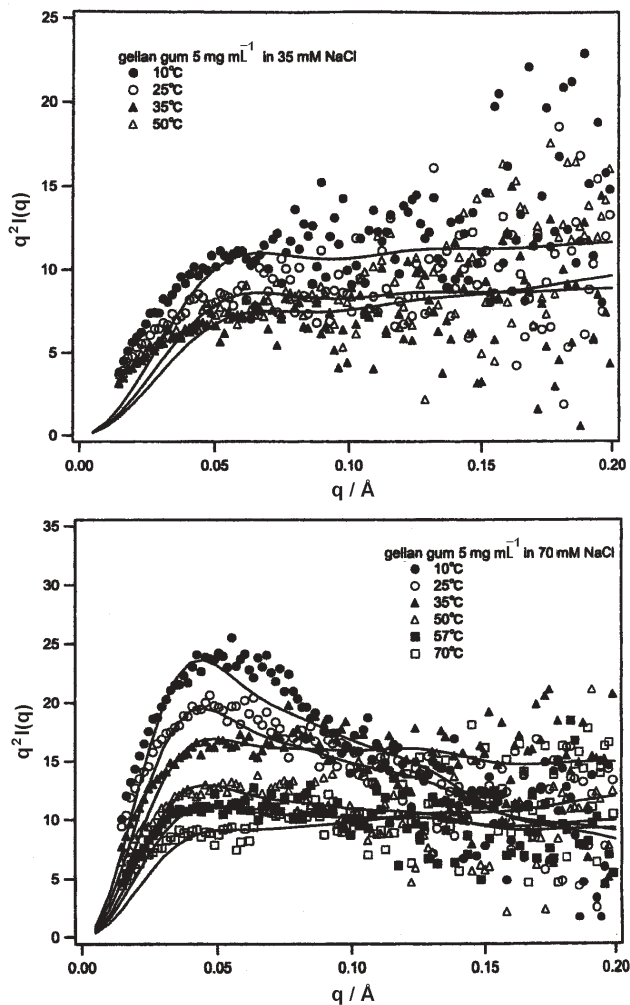 25
gellan gum 5 mg mL⁻¹ in 35 mM NaCl
10°C
25°C
35°C
50°C
20
15
q²I(q)
10
5
0
0.00 0.05 0.10 0.15 0.20
q / Å
35
gellan gum 5 mg mL⁻¹ in 70 mM NaCl
10°C
25°C
35°C
50°C
57°C
70°C
30
25
20
q²I(q)
15
10
5
0
0.00 0.05 0.10 0.15 0.20
q / Å